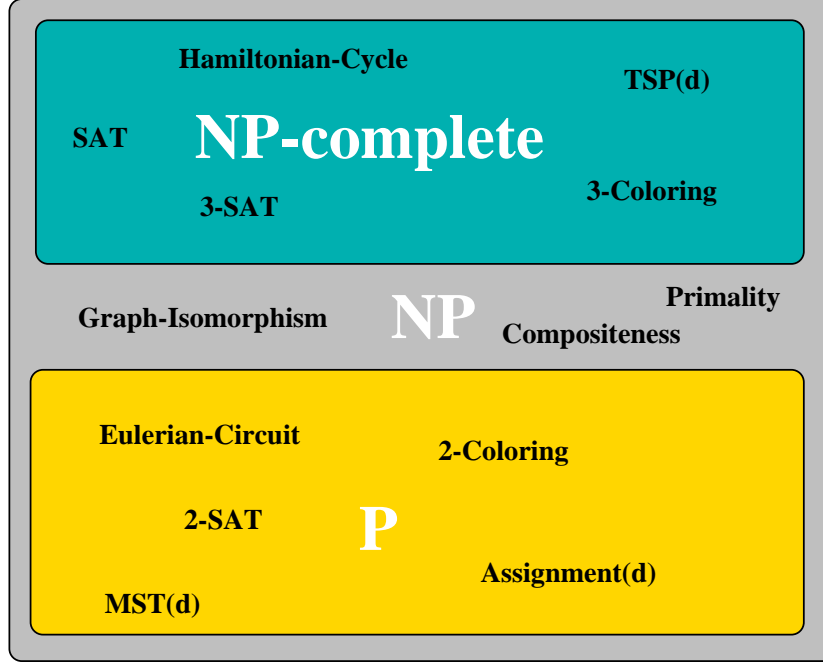 Hamiltonian-Cycle
TSP(d)
SAT
NP-complete
3-SAT
3-Coloring
Graph-Isomorphism
NP
Primality
Compositeness
Eulerian-Circuit
2-Coloring
2-SAT
P
Assignment(d)
MST(d)